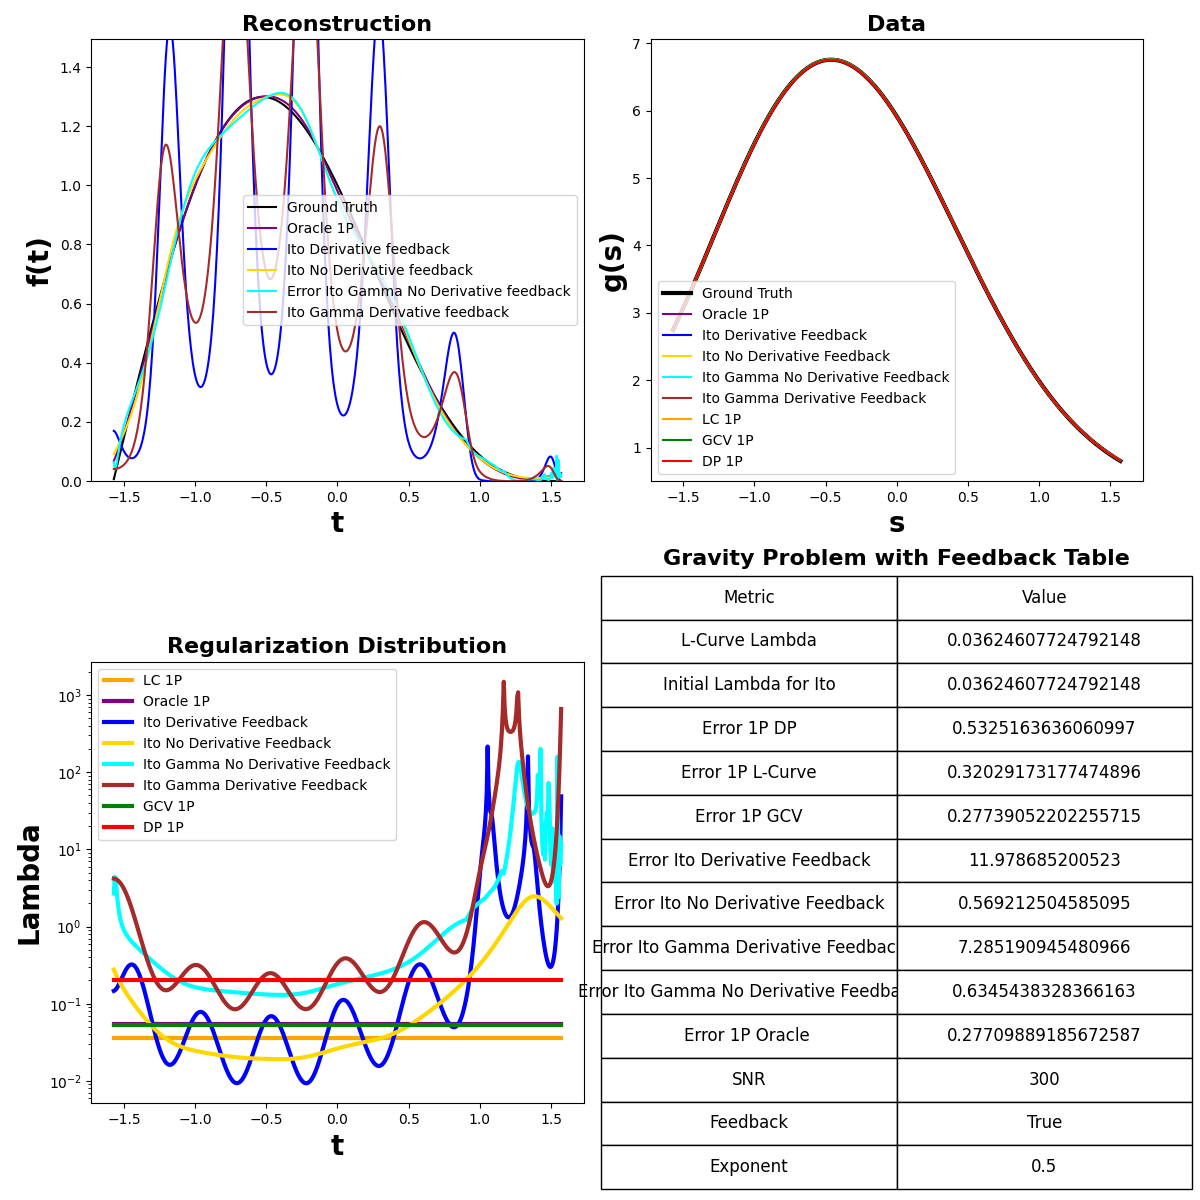 Reconstruction
f(t)
1.4
1.2
1.0
0.8
0.6
0.4
0.2
0.0
Ground Truth
Oracle 1P
Ito Derivative feedback
Ito No Derivative feedback
Error Ito Gamma No Derivative feedback
Ito Gamma Derivative feedback
−1.5 −1.0 −0.5 0.0 0.5 1.0 1.5
t
Data
g(s)
7
6
5
4
3
2
1
Ground Truth
Oracle 1P
Ito Derivative Feedback
Ito No Derivative Feedback
Ito Gamma No Derivative Feedback
Ito Gamma Derivative Feedback
LC 1P
GCV 1P
DP 1P
−1.5 −1.0 −0.5 0.0 0.5 1.0 1.5
s
Regularization Distribution
Lambda
10³
10²
10¹
10⁰
10⁻¹
10⁻²
LC 1P
Oracle 1P
Ito Derivative Feedback
Ito No Derivative Feedback
Ito Gamma No Derivative Feedback
Ito Gamma Derivative Feedback
GCV 1P
DP 1P
−1.5 −1.0 −0.5 0.0 0.5 1.0 1.5
t
Gravity Problem with Feedback Table
Metric Value
L-Curve Lambda 0.03624607724792148
Initial Lambda for Ito 0.03624607724792148
Error 1P DP 0.5325163636060997
Error 1P L-Curve 0.32029173177474896
Error 1P GCV 0.27739052202255715
Error Ito Derivative Feedback 11.978685200523
Error Ito No Derivative Feedback 0.569212504585095
Error Ito Gamma Derivative Feedbac 7.285190945480966
Error Ito Gamma No Derivative Feedba 0.6345438328366163
Error 1P Oracle 0.27709889185672587
SNR 300
Feedback True
Exponent 0.5